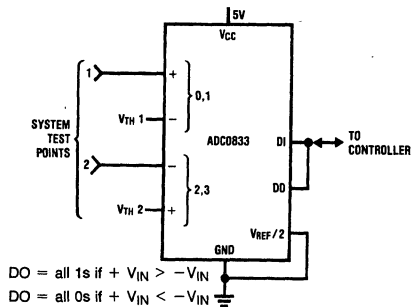 5V
VCC
1
+
0,1
VTH 1
−
SYSTEM
TEST
POINTS
ADC0833
DI
TO
CONTROLLER
2
−
2,3
DO
VTH 2
+
VREF/2
GND
DO = all 1s if + VIN > −VIN
DO = all 0s if + VIN < −VIN